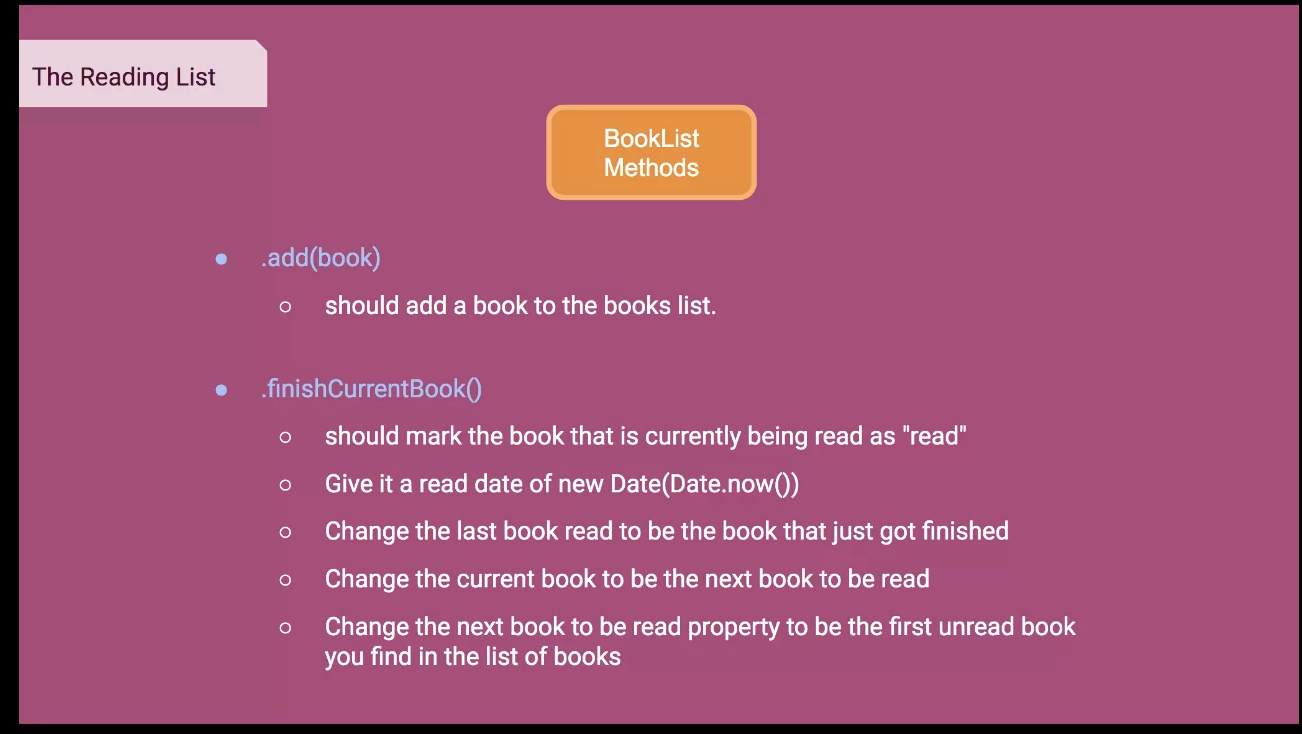 The Reading List
BookList
Methods
● .add(book)
○ should add a book to the books list.
● .finishCurrentBook()
○ should mark the book that is currently being read as "read"
○ Give it a read date of new Date(Date.now())
○ Change the last book read to be the book that just got finished
○ Change the current book to be the next book to be read
○ Change the next book to be read property to be the first unread book
you find in the list of books